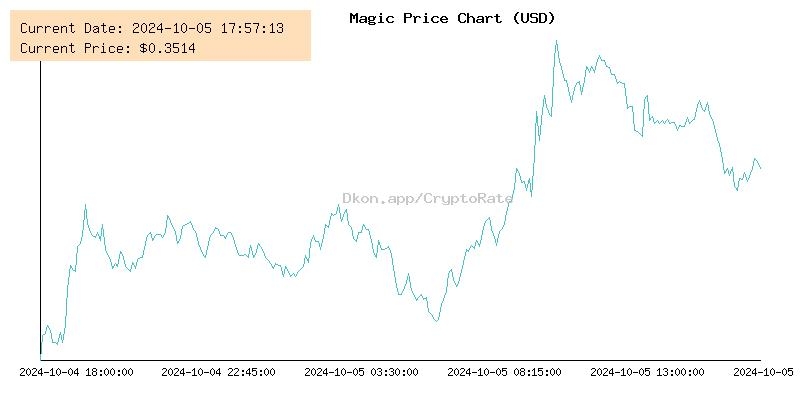 Magic Price Chart (USD)
Current Date: 2024-10-05 17:57:13
Current Price: $0.3514
Dkon.app/CryptoRate
2024-10-04 18:00:00 2024-10-04 22:45:00 2024-10-05 03:30:00 2024-10-05 08:15:00 2024-10-05 13:00:00 2024-10-05